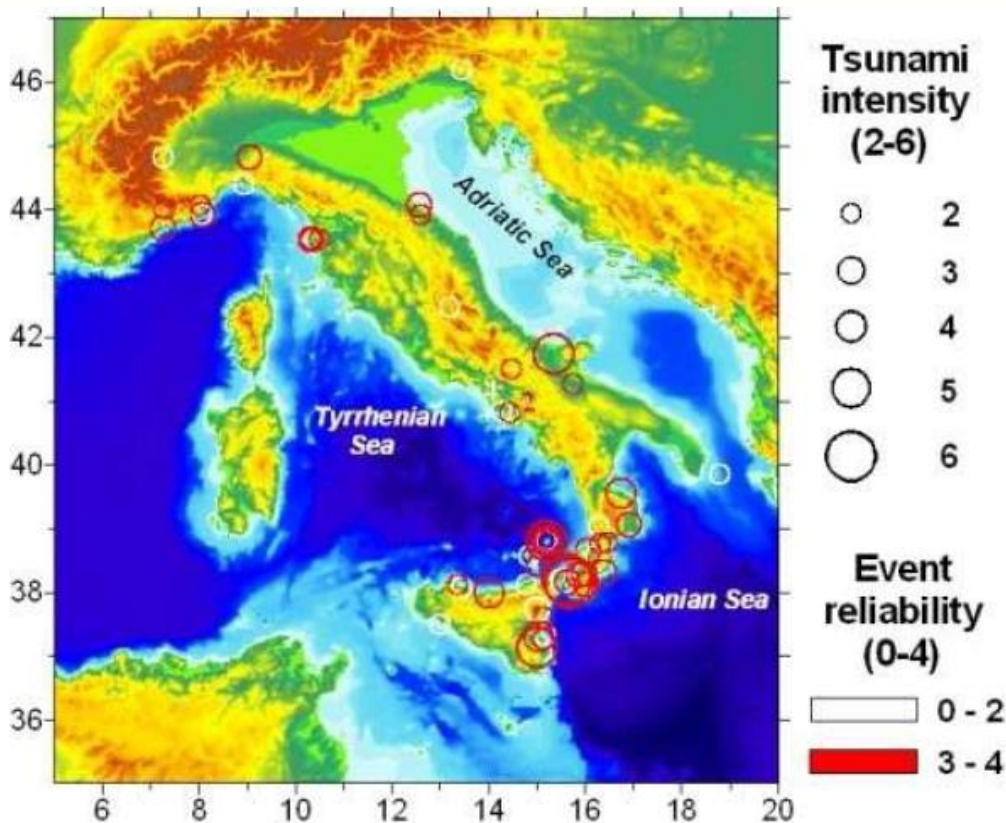 46
44
42
40
38
36
6 8 10 12 14 16 18 20
Adriatic Sea
Tyrrhenian
Sea
Ionian Sea
Tsunami
intensity
(2-6)
2
3
4
5
6
Event
reliability
(0-4)
0 - 2
3 - 4